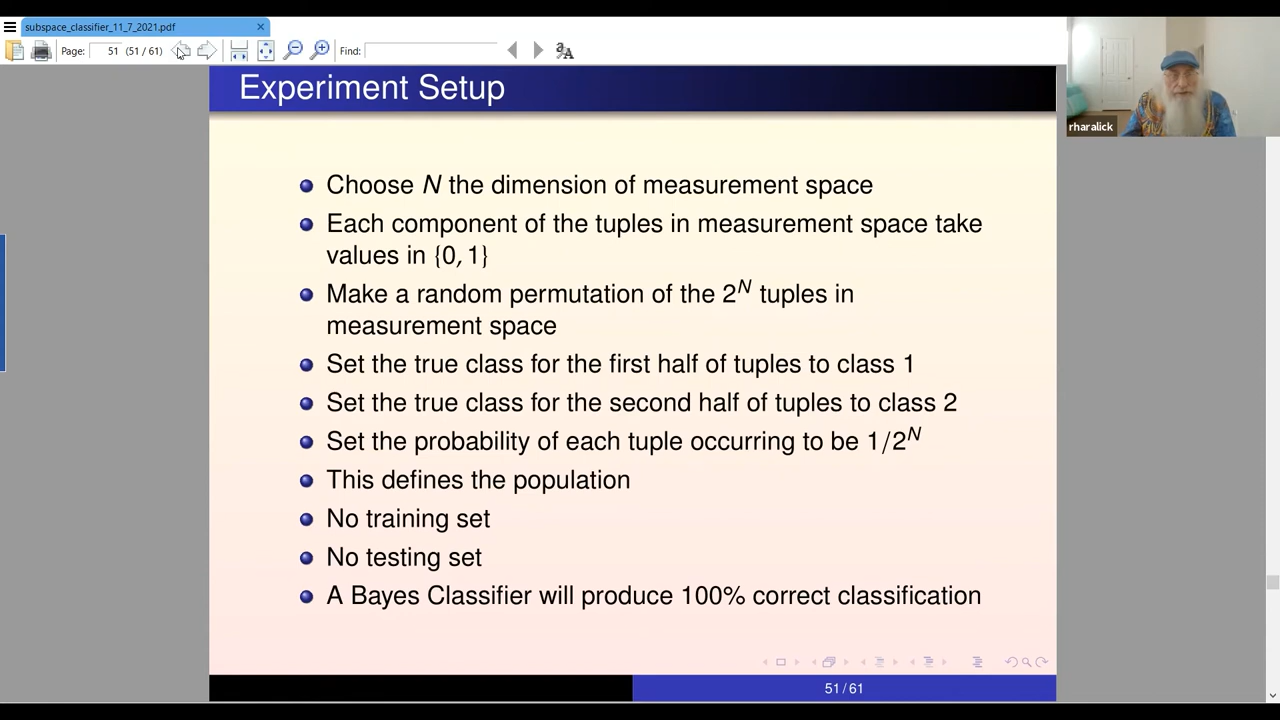 subspace_classifier_11_7_2021.pdf
Page: 51 (51 / 61) Find:
Experiment Setup
rharalick
Choose N the dimension of measurement space
Each component of the tuples in measurement space take
values in {0, 1}
Make a random permutation of the 2^N tuples in
measurement space
Set the true class for the first half of tuples to class 1
Set the true class for the second half of tuples to class 2
Set the probability of each tuple occurring to be 1/2^N
This defines the population
No training set
No testing set
A Bayes Classifier will produce 100% correct classification
51 / 61